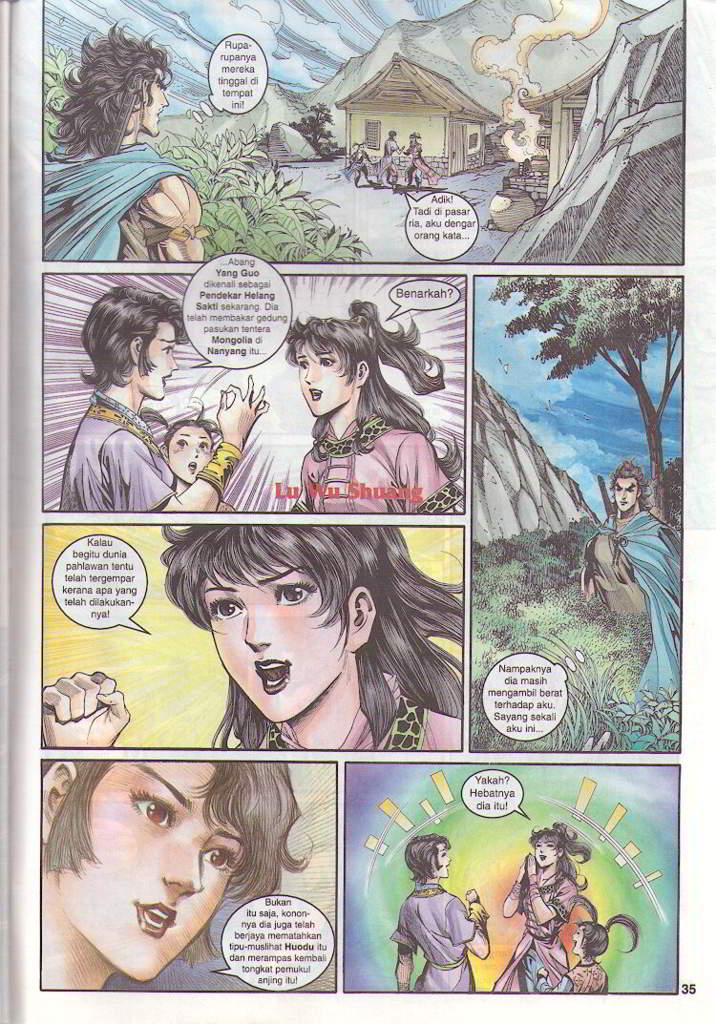 Rupa-
rupanya
mereka
tinggal di
tempat
ini!
Adik!
Tadi di pasar
ria, aku dengar
orang kata...
...Abang
Yang Guo
dikenali sebagai
Pendekar Helang
Sakti sekarang. Dia
telah membakar gedung
pasukan tentera
Mongolia di
Nanyang itu...
Benarkah?
Lu Wu Shuang
Kalau
begitu dunia
pahlawan tentu
telah tergempar
kerana apa yang
telah dilakukan-
nya!
Nampaknya
dia masih
mengambil berat
terhadap aku.
Sayang sekali
aku ini...
Bukan
itu saja, konon-
nya dia juga telah
berjaya mematahkan
tipu-muslihat Huodu itu
dan merampas kembali
tongkat pemukul
anjing itu!
Yakah?
Hebatnya
dia itu!
35